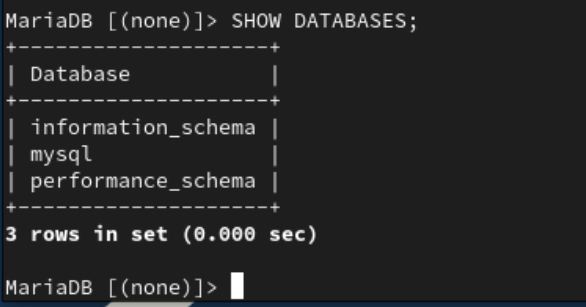 MariaDB [(none)]> SHOW DATABASES;
+--------------------+
| Database           |
+--------------------+
| information_schema |
| mysql              |
| performance_schema |
+--------------------+
3 rows in set (0.000 sec)
MariaDB [(none)]>